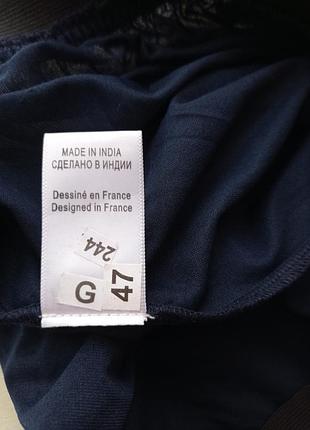 MADE IN INDIA
СДЕЛАНО В ИНДИИ
Dessiné en France
Designed in France
244
G
47